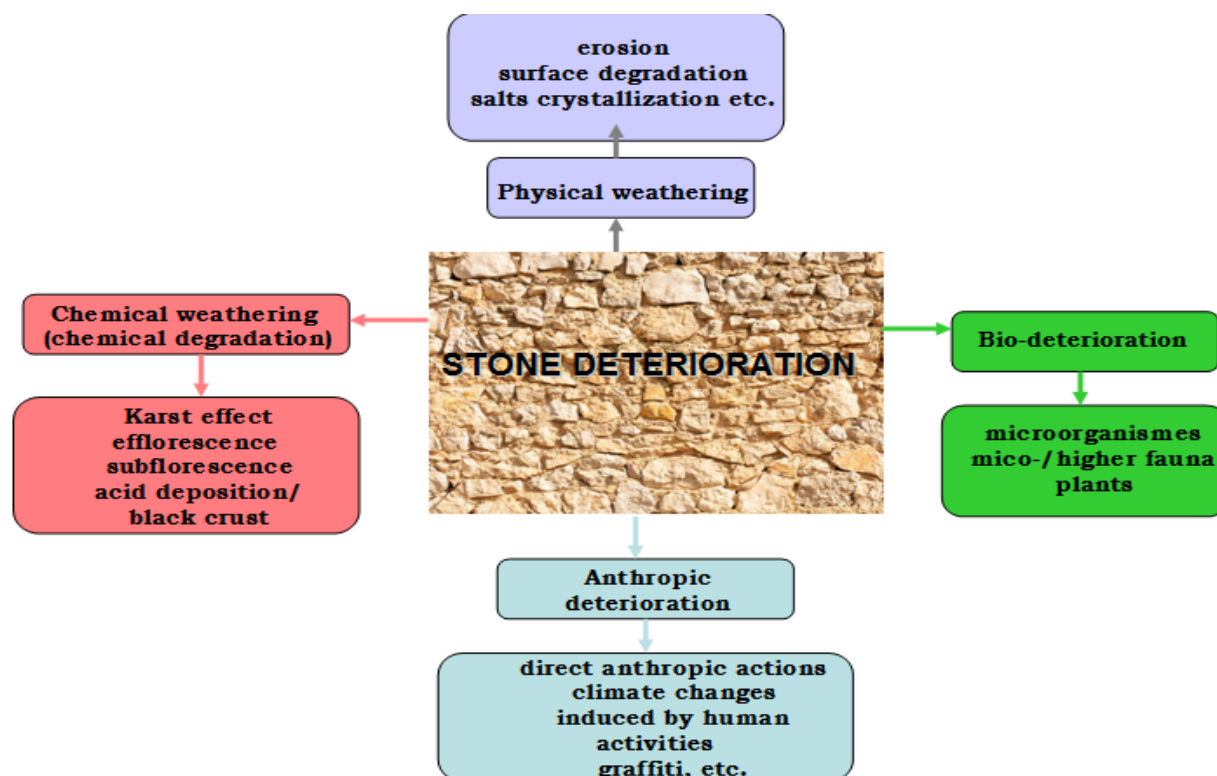 erosion
surface degradation
salts crystallization etc.
Physical weathering
Chemical weathering
(chemical degradation)
Karst effect
efflorescence
subflorescence
acid deposition/
black crust
STONE DETERIORATION
Bio-deterioration
microorganismes
mico-/higher fauna
plants
Anthropic
deterioration
direct anthropic actions
climate changes
induced by human
activities
graffiti, etc.